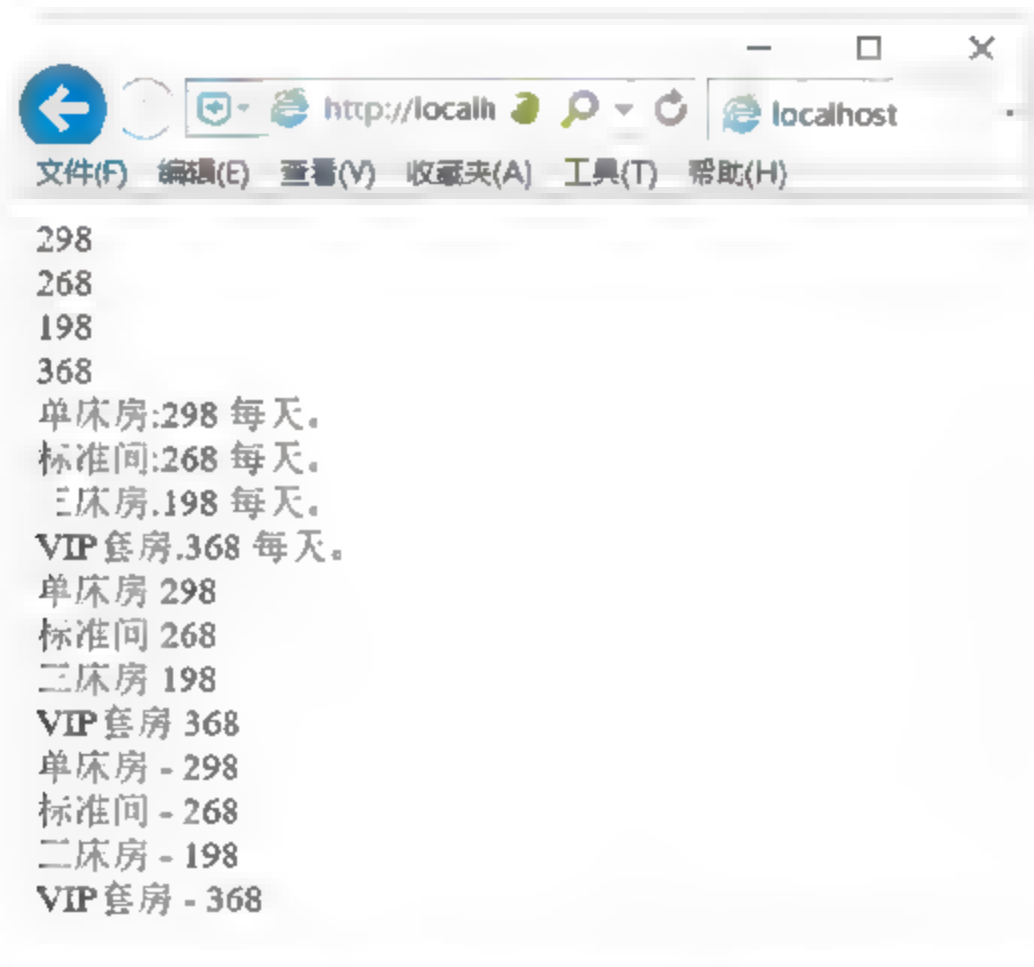 http://localh
localhost
文件(F) 编辑(E) 查看(V) 收藏夹(A) 工具(T) 帮助(H)
298
268
198
368
单床房:298 每天。
标准间:268 每天。
三床房.198 每天。
VIP套房.368 每天。
单床房 298
标准间 268
三床房 198
VIP套房 368
单床房 - 298
标准间 - 268
三床房 - 198
VIP套房 - 368